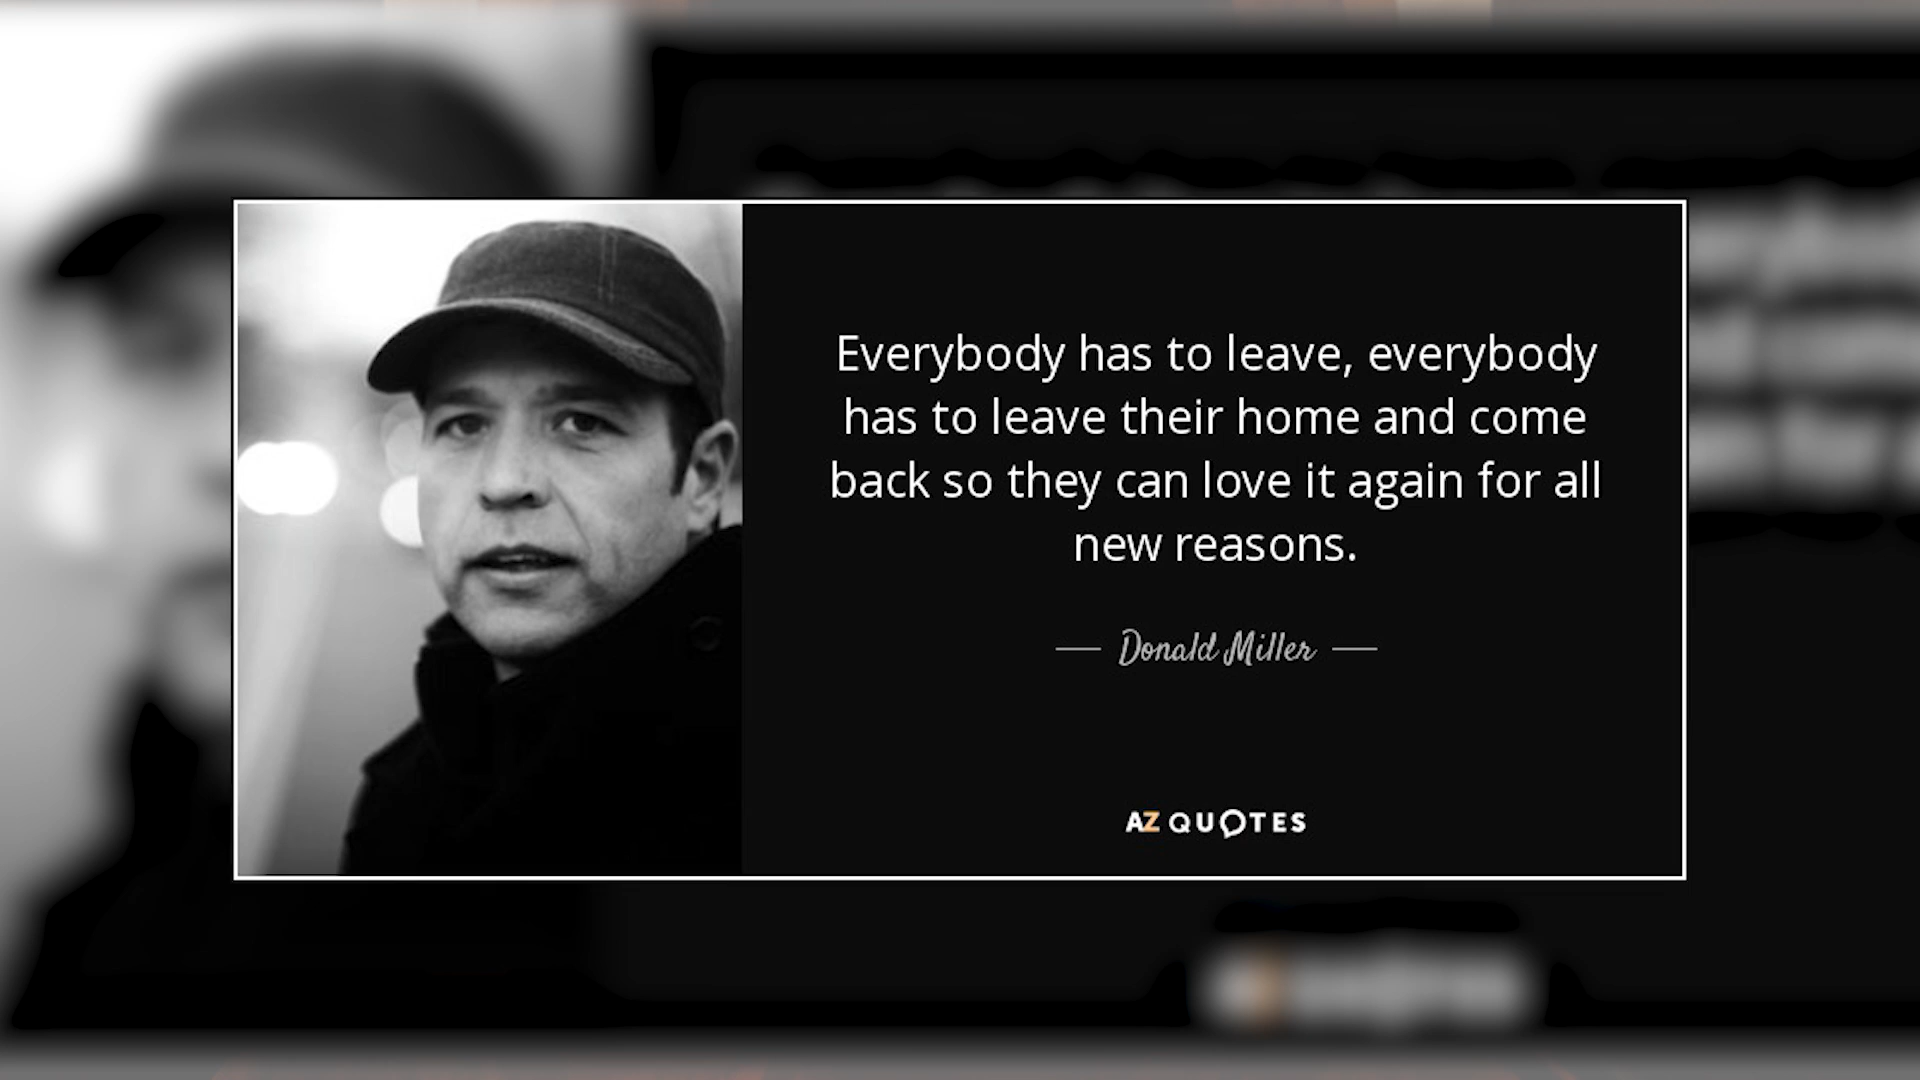 Everybody has to leave, everybody
has to leave their home and come
back so they can love it again for all
new reasons.
Donald Miller
AZ QUOTES